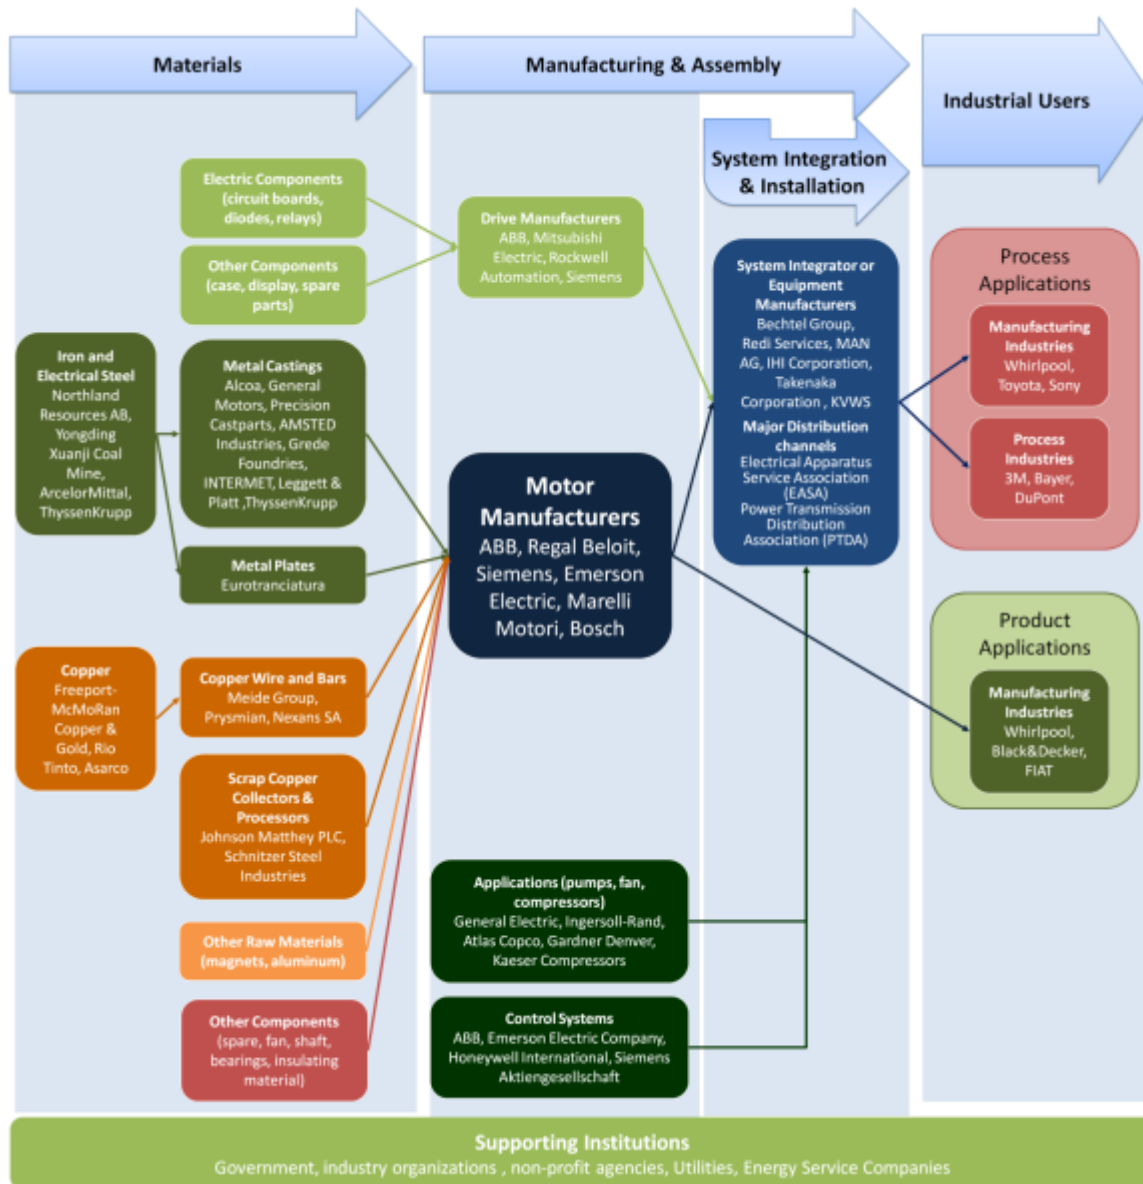 Materials
Manufacturing & Assembly
Industrial Users
System Integration
& Installation
Electric Components
(circuit boards,
diodes, relays)
Other Components
(case, display, spare
parts)
Iron and
Electrical Steel
Northland
Resources AB,
Yongding
Xuanji Coal
Mine,
ArcelorMittal,
ThyssenKrupp
Metal Castings
Alcoa, General
Motors, Precision
Castparts, AMSTED
Industries, Grede
Foundries,
INTERMET, Leggett &
Platt ,ThyssenKrupp
Metal Plates
Eurotranciatura
Copper
Freeport-
McMoRan
Copper &
Gold, Rio
Tinto, Asarco
Copper Wire and Bars
Meide Group,
Prysmian, Nexans SA
Scrap Copper
Collectors &
Processors
Johnson Matthey PLC,
Schnitzer Steel
Industries
Other Raw Materials
(magnets, aluminum)
Other Components
(spare, fan, shaft,
bearings, insulating
material)
Drive Manufacturers
ABB, Mitsubishi
Electric, Rockwell
Automation, Siemens
Motor
Manufacturers
ABB, Regal Beloit,
Siemens, Emerson
Electric, Marelli
Motori, Bosch
Applications (pumps, fan,
compressors)
General Electric, Ingersoll-Rand,
Atlas Copco, Gardner Denver,
Kaeser Compressors
Control Systems
ABB, Emerson Electric Company,
Honeywell International, Siemens
Aktiengesellschaft
System Integrator or
Equipment
Manufacturers
Bechtel Group,
Redi Services, MAN
AG, IHI Corporation,
Takenaka
Corporation , KVWS
Major Distribution
channels
Electrical Apparatus
Service Association
(EASA)
Power Transmission
Distribution
Association (PTDA)
Process
Applications
Manufacturing
Industries
Whirlpool,
Toyota, Sony
Process
Industries
3M, Bayer,
DuPont
Product
Applications
Manufacturing
Industries
Whirlpool,
Black&Decker,
FIAT
Supporting Institutions
Government, industry organizations , non-profit agencies, Utilities, Energy Service Companies